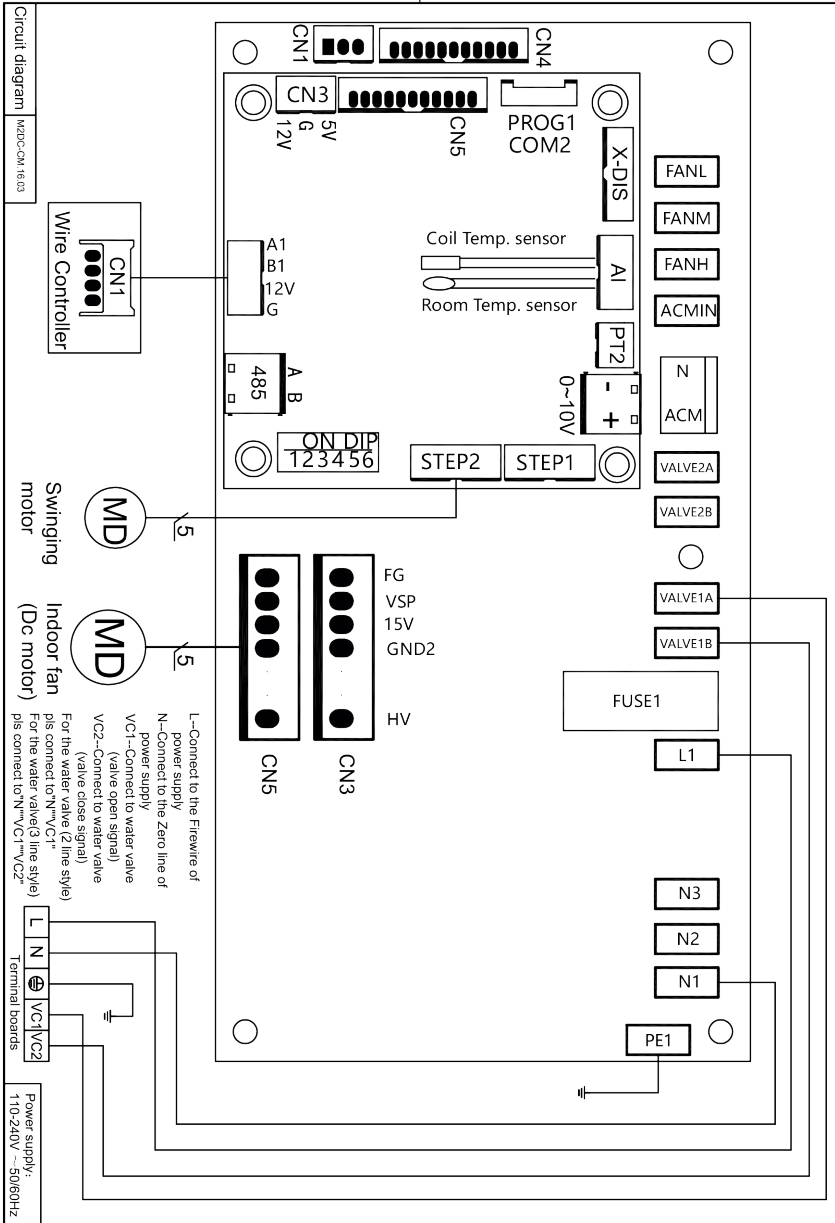 Circuit diagram
M2DC-CM.16.03
CN1
CN4
CN3
12V
G
5V
CN5
PROG1
COM2
X-DIS
FANL
FANM
FANH
ACMIN
N
ACM
VALVE2A
VALVE2B
VALVE1A
VALVE1B
FUSE1
L1
N3
N2
N1
PE1
Wire Controller
CN1
A1
B1
12V
G
Coil Temp. sensor
Room Temp. sensor
AI
PT2
0~10V
- +
485
A B
ON DIP
123456
STEP2
STEP1
MD
5
Swinging
motor
MD
5
Indoor fan
(Dc motor)
FG
VSP
15V
GND2
HV
CN5
CN3
L--Connect to the Firewire of
power supply
N--Connect to the Zero line of
power supply
VC1--Connect to water valve
(valve open signal)
VC2--Connect to water valve
(valve close signal)
For the water valve (2 line style)
pls connect to"N""VC1"
For the water valve(3 line style)
pls connect to"N""VC1""VC2"
L N VC1 VC2
Terminal boards
Power supply:
110-240V ~ 50/60Hz